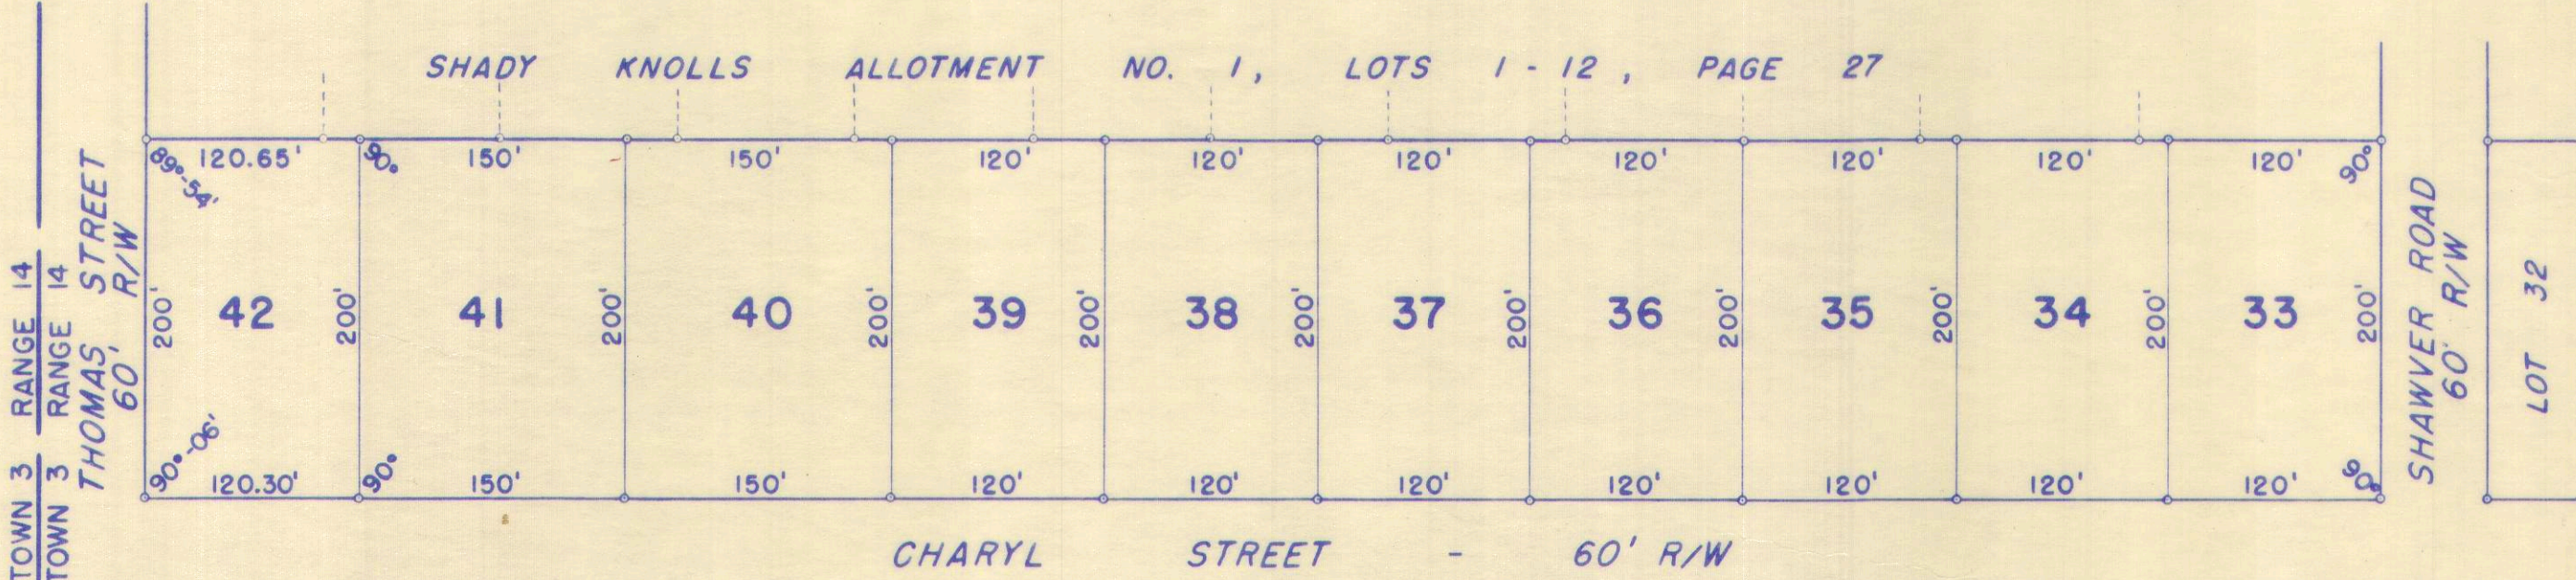 SHADY KNOLLS ALLOTMENT NO. 1, LOTS 1 - 12, PAGE 27
TOWN 3 RANGE 14
TOWN 3 RANGE 14
THOMAS STREET
60' R/W
89°-54' 120.65' 90° 150' 150' 120' 120' 120' 120' 120' 120' 120' 90°
200' 42 200' 41 200' 40 200' 39 200' 38 200' 37 200' 36 200' 35 200' 34 200' 33 200'
90°-06' 120.30' 90° 150' 150' 120' 120' 120' 120' 120' 120' 120' 90°
SHAWVER ROAD
60' R/W
LOT 32
CHARYL STREET - 60' R/W